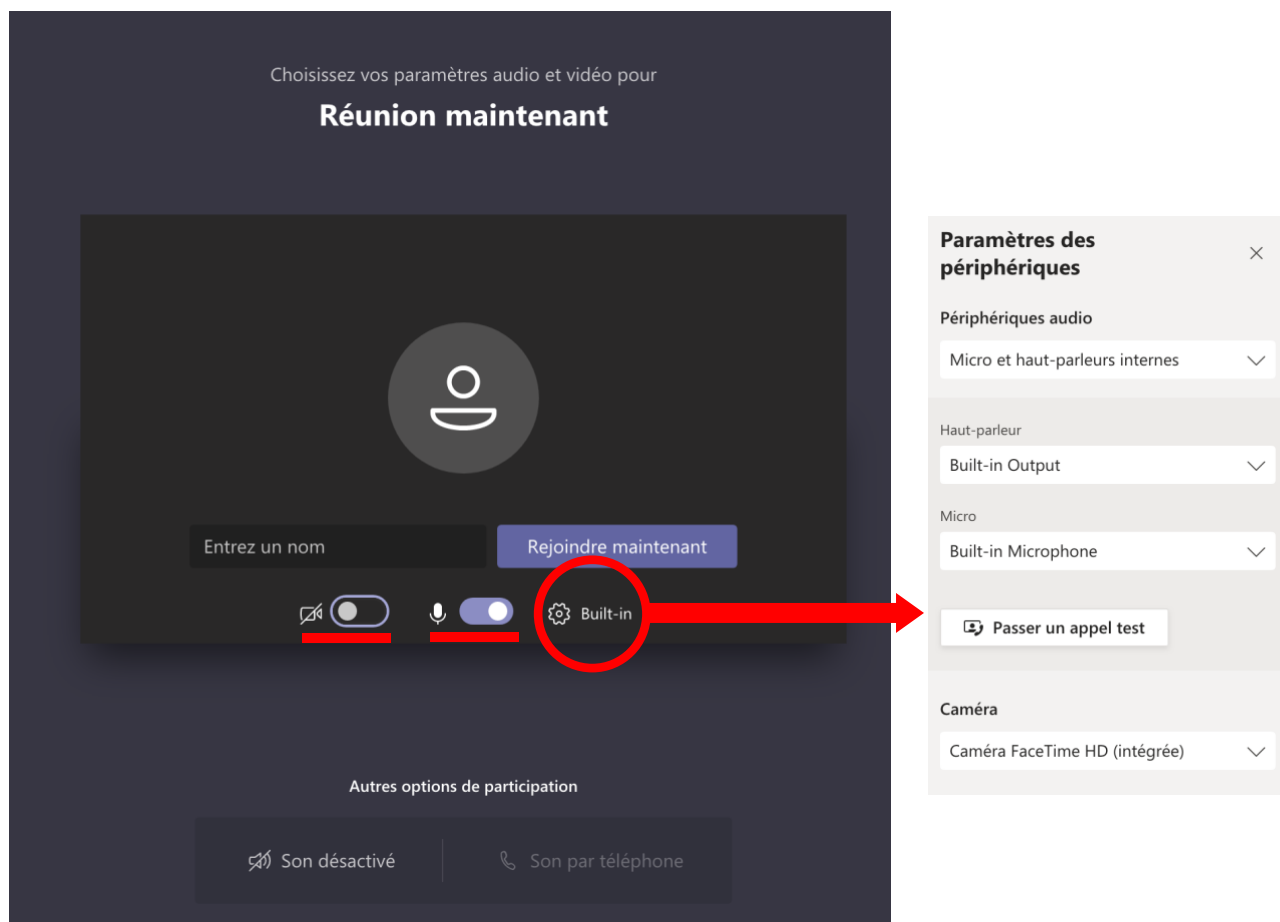 Choisissez vos paramètres audio et vidéo pour
Réunion maintenant
Entrez un nom
Rejoindre maintenant
Built-in
Autres options de participation
Son désactivé
Son par téléphone
Paramètres des
périphériques
Périphériques audio
Micro et haut-parleurs internes
Haut-parleur
Built-in Output
Micro
Built-in Microphone
Passer un appel test
Caméra
Caméra FaceTime HD (intégrée)